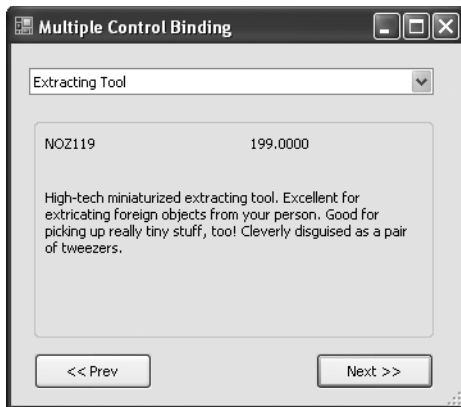 Multiple Control Binding
Extracting Tool
NOZ119 199.0000
High-tech miniaturized extracting tool. Excellent for
extricating foreign objects from your person. Good for
picking up really tiny stuff, too! Cleverly disguised as a pair
of tweezers.
<< Prev Next >>